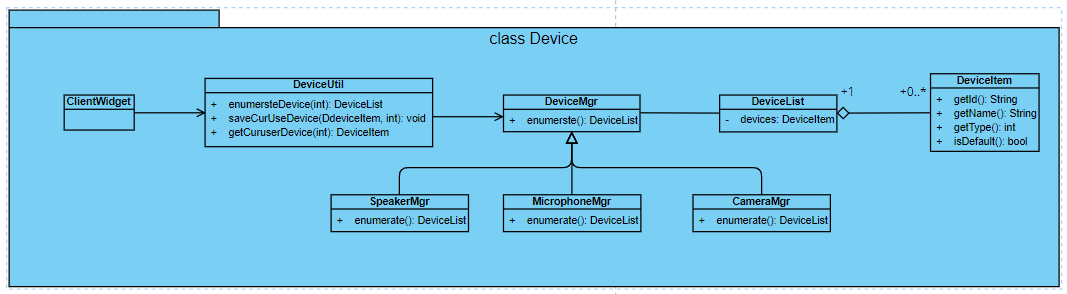 class Device
ClientWidget
DeviceUtil
+ enumersteDevice(int): DeviceList
+ saveCurUseDevice(DdeviceItem, int): void
+ getCuruserDevice(int): DeviceItem
DeviceMgr
+ enumerste(): DeviceList
DeviceList
- devices: DeviceItem
+1
+0..*
DeviceItem
+ getId(): String
+ getName(): String
+ getType(): int
+ isDefault(): bool
SpeakerMgr
+ enumerate(): DeviceList
MicrophoneMgr
+ enumerate(): DeviceList
CameraMgr
+ enumerate(): DeviceList